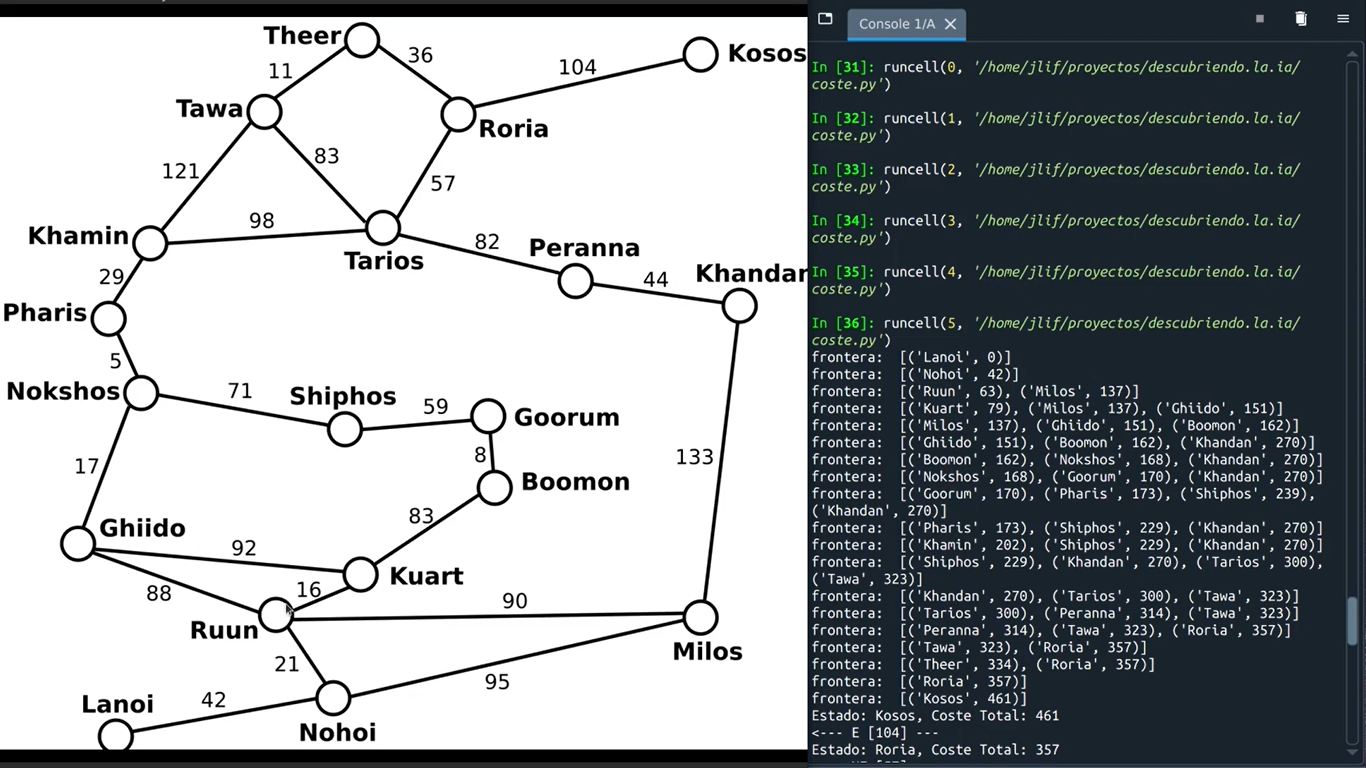 Theer
36
Kosos
104
11
Tawa
Roria
83
121
57
98
Khamin
82
Peranna
Tarios
Khandan
29
44
Pharis
5
Nokshos
71
Shiphos
59
Goorum
8
133
17
Boomon
83
Ghiido
92
Kuart
88
16
90
Ruun
Milos
21
95
Lanoi
42
Nohoi
Console 1/A
In [31]: runcell(0, '/home/jlif/proyectos/descubriendo.la.ia/
coste.py')
In [32]: runcell(1, '/home/jlif/proyectos/descubriendo.la.ia/
coste.py')
In [33]: runcell(2, '/home/jlif/proyectos/descubriendo.la.ia/
coste.py')
In [34]: runcell(3, '/home/jlif/proyectos/descubriendo.la.ia/
coste.py')
In [35]: runcell(4, '/home/jlif/proyectos/descubriendo.la.ia/
coste.py')
In [36]: runcell(5, '/home/jlif/proyectos/descubriendo.la.ia/
coste.py')
frontera:  [('Lanoi', 0)]
frontera:  [('Nohoi', 42)]
frontera:  [('Ruun', 63), ('Milos', 137)]
frontera:  [('Kuart', 79), ('Milos', 137), ('Ghiido', 151)]
frontera:  [('Milos', 137), ('Ghiido', 151), ('Boomon', 162)]
frontera:  [('Ghiido', 151), ('Boomon', 162), ('Khandan', 270)]
frontera:  [('Boomon', 162), ('Nokshos', 168), ('Khandan', 270)]
frontera:  [('Nokshos', 168), ('Goorum', 170), ('Khandan', 270)]
frontera:  [('Goorum', 170), ('Pharis', 173), ('Shiphos', 239),
('Khandan', 270)]
frontera:  [('Pharis', 173), ('Shiphos', 229), ('Khandan', 270)]
frontera:  [('Khamin', 202), ('Shiphos', 229), ('Khandan', 270)]
frontera:  [('Shiphos', 229), ('Khandan', 270), ('Tarios', 300),
('Tawa', 323)]
frontera:  [('Khandan', 270), ('Tarios', 300), ('Tawa', 323)]
frontera:  [('Tarios', 300), ('Peranna', 314), ('Tawa', 323)]
frontera:  [('Peranna', 314), ('Tawa', 323), ('Roria', 357)]
frontera:  [('Tawa', 323), ('Roria', 357)]
frontera:  [('Theer', 334), ('Roria', 357)]
frontera:  [('Roria', 357)]
frontera:  [('Kosos', 461)]
Estado: Kosos, Coste Total: 461
<--- E [104] ---
Estado: Roria, Coste Total: 357